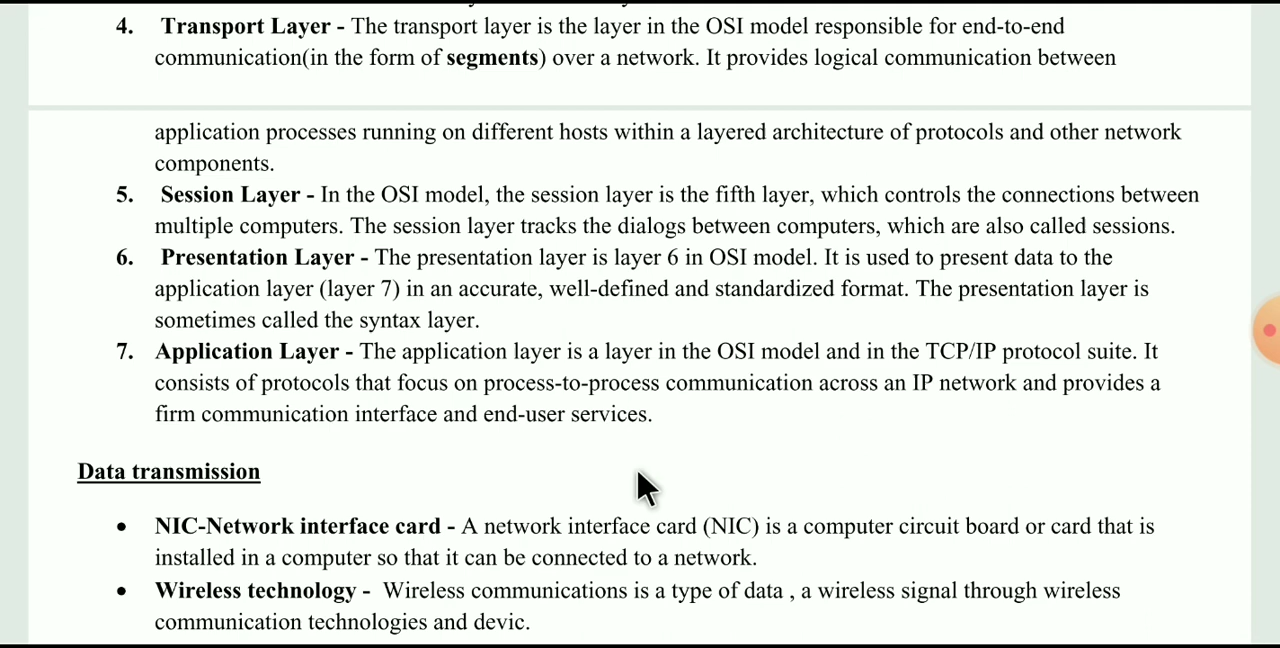 4. Transport Layer - The transport layer is the layer in the OSI model responsible for end-to-end
communication(in the form of segments) over a network. It provides logical communication between
application processes running on different hosts within a layered architecture of protocols and other network
components.
5. Session Layer - In the OSI model, the session layer is the fifth layer, which controls the connections between
multiple computers. The session layer tracks the dialogs between computers, which are also called sessions.
6. Presentation Layer - The presentation layer is layer 6 in OSI model. It is used to present data to the
application layer (layer 7) in an accurate, well-defined and standardized format. The presentation layer is
sometimes called the syntax layer.
7. Application Layer - The application layer is a layer in the OSI model and in the TCP/IP protocol suite. It
consists of protocols that focus on process-to-process communication across an IP network and provides a
firm communication interface and end-user services.
Data transmission
• NIC-Network interface card - A network interface card (NIC) is a computer circuit board or card that is
installed in a computer so that it can be connected to a network.
• Wireless technology - Wireless communications is a type of data , a wireless signal through wireless
communication technologies and devic.